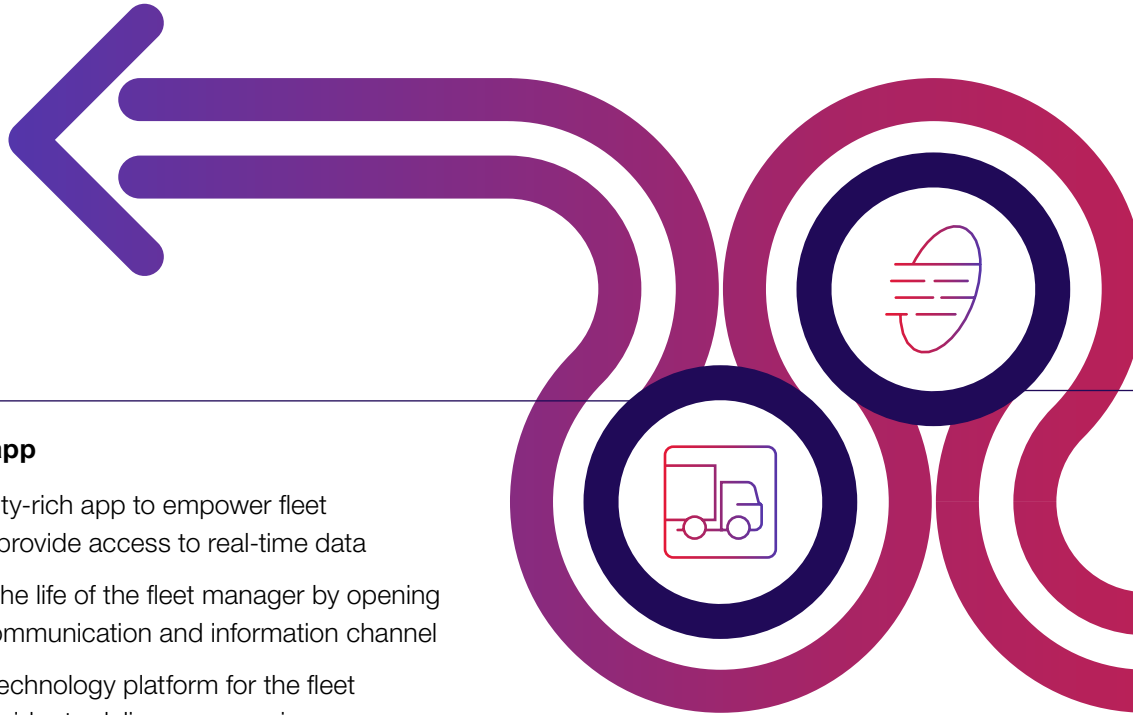 pp
ty-rich app to empower fleet
provide access to real-time data
he life of the fleet manager by opening
ommunication and information channel
echnology platform for the fleet